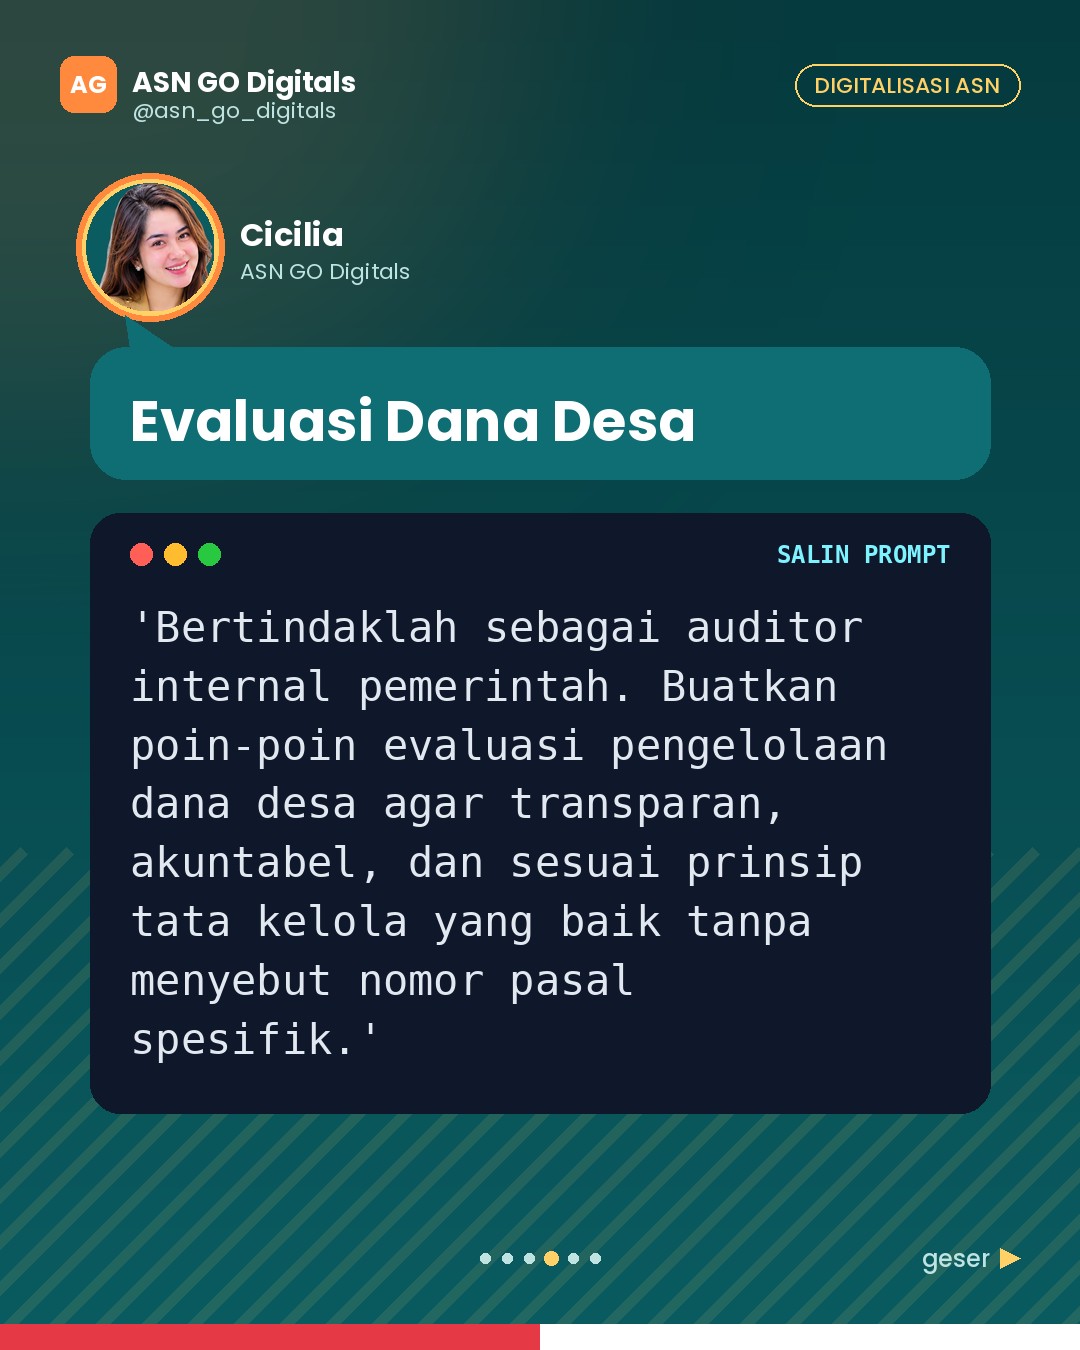 AG
ASN GO Digitals
@asn_go_digitals
DIGITALISASI ASN
Cicilia
ASN GO Digitals
Evaluasi Dana Desa
SALIN PROMPT
'Bertindaklah sebagai auditor
internal pemerintah. Buatkan
poin-poin evaluasi pengelolaan
dana desa agar transparan,
akuntabel, dan sesuai prinsip
tata kelola yang baik tanpa
menyebut nomor pasal
spesifik.'
geser